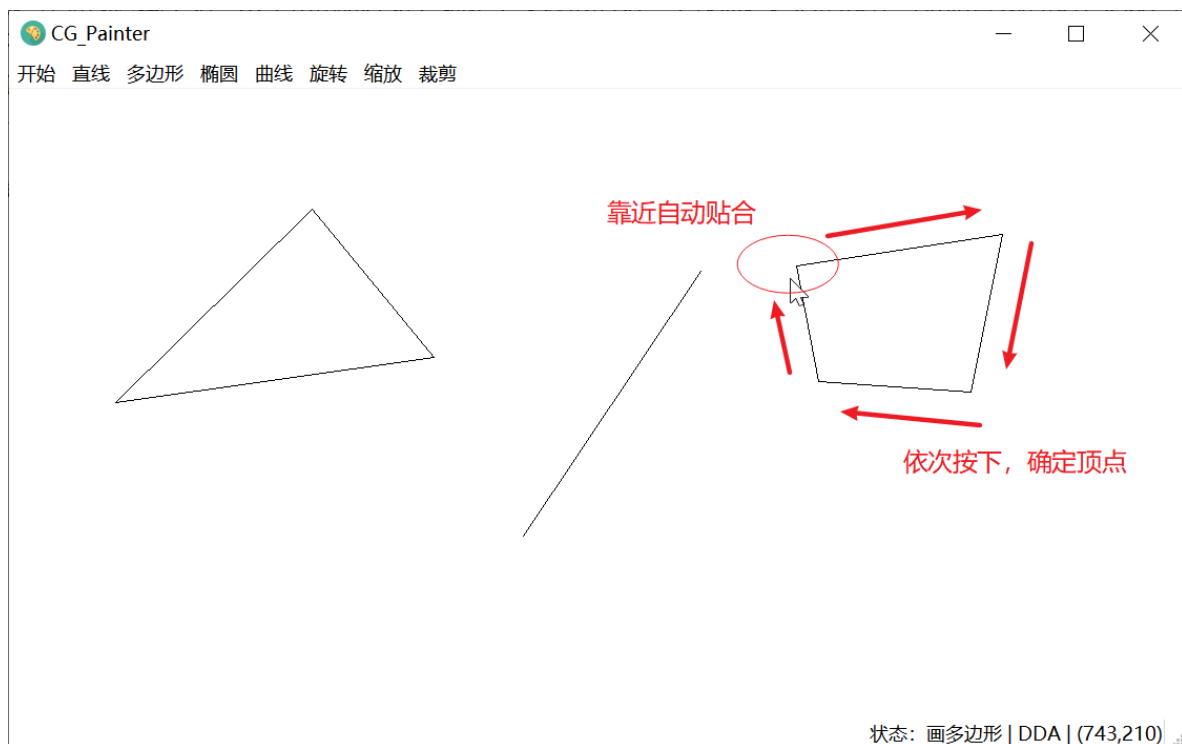 CG_Painter
开始 直线 多边形 椭圆 曲线 旋转 缩放 裁剪
靠近自动贴合
依次按下，确定顶点
状态：画多边形 | DDA | (743,210)